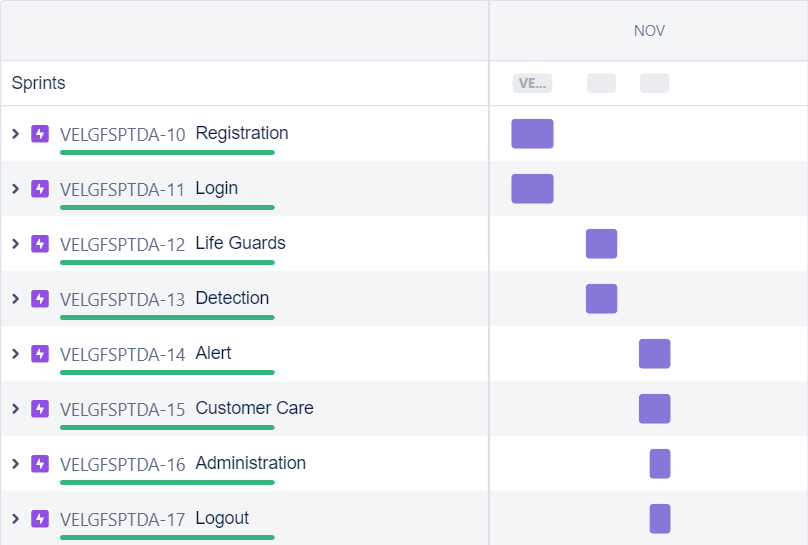 NOV
Sprints VE...
VELGFSPTDA-10 Registration
VELGFSPTDA-11 Login
VELGFSPTDA-12 Life Guards
VELGFSPTDA-13 Detection
VELGFSPTDA-14 Alert
VELGFSPTDA-15 Customer Care
VELGFSPTDA-16 Administration
VELGFSPTDA-17 Logout